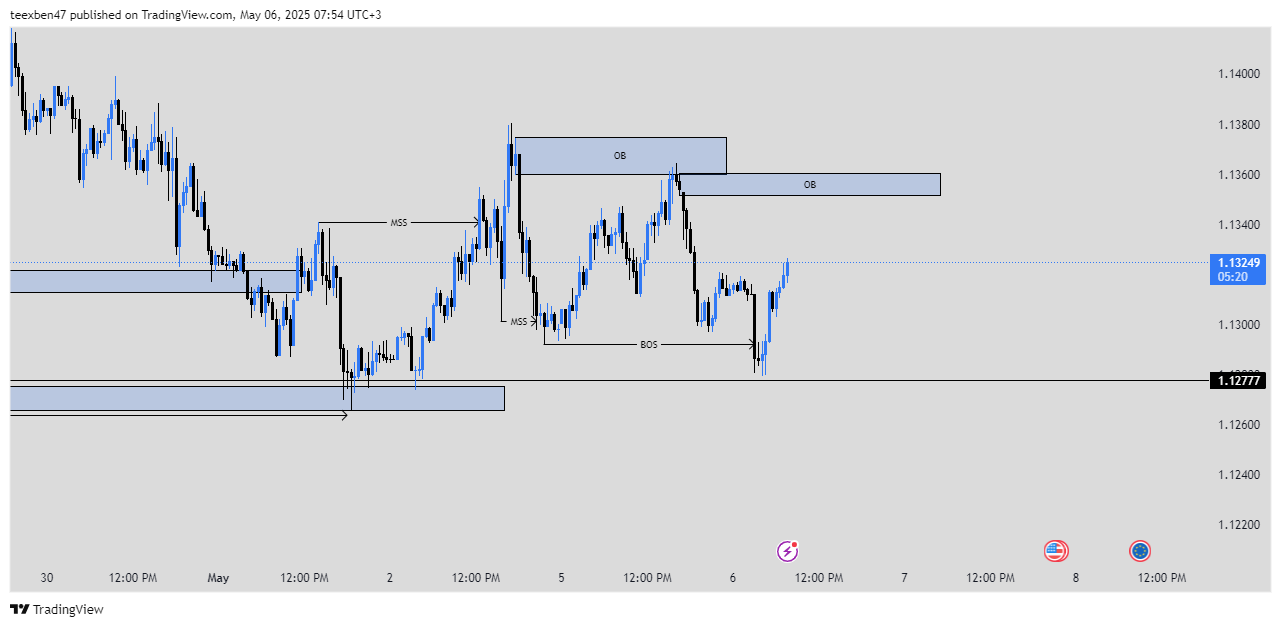 teexben47 published on TradingView.com, May 06, 2025 07:54 UTC+3
1.14000
1.13800
OB
1.13600
OB
MSS
1.13400
1.13249
05:20
MSS
1.13000
BOS
1.12777
1.12600
1.12400
1.12200
30 12:00 PM May 12:00 PM 2 12:00 PM 5 12:00 PM 6 12:00 PM 7 12:00 PM 8 12:00 PM
TradingView